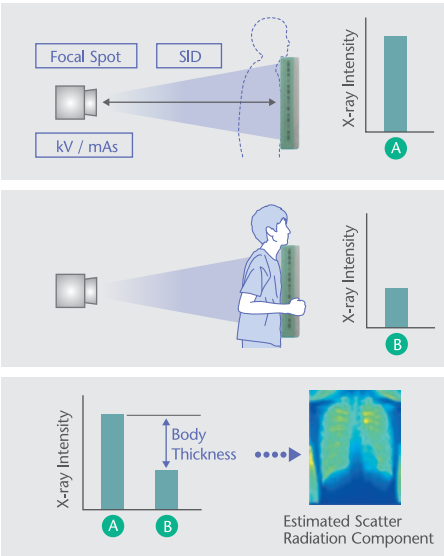 Focal Spot
SID
kV / mAs
X-ray Intensity
A
X-ray Intensity
B
X-ray Intensity
A
B
Body
Thickness
Estimated Scatter
Radiation Component